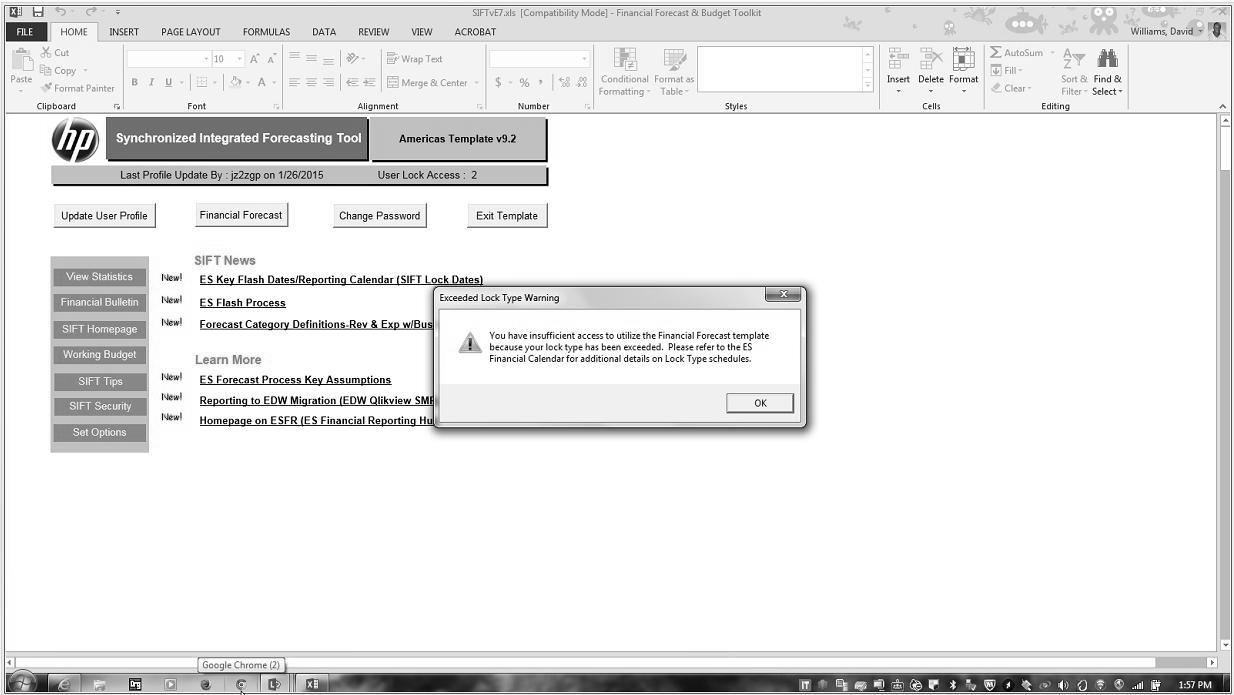 SIFTvE7.xls [Compatibility Mode] - Financial Forecast & Budget Toolkit
FILE HOME INSERT PAGE LAYOUT FORMULAS DATA REVIEW VIEW ACROBAT Williams, David
Cut
Copy
Format Painter
Paste
Clipboard
10 A A
B I U A
Font
Wrap Text
Merge & Center
Alignment
$ % ,
Number
Conditional Formatting
Format as Table
Styles
Insert Delete Format
Cells
AutoSum
Fill
Clear
Sort & Filter
Find & Select
Editing
hp
Synchronized Integrated Forecasting Tool
Americas Template v9.2
Last Profile Update By : jz2zgp on 1/26/2015 User Lock Access : 2
Update User Profile Financial Forecast Change Password Exit Template
View Statistics
Financial Bulletin
SIFT Homepage
Working Budget
SIFT Tips
SIFT Security
Set Options
SIFT News
New! ES Key Flash Dates/Reporting Calendar (SIFT Lock Dates)
New! ES Flash Process
New! Forecast Category Definitions-Rev & Exp w/Bus
Learn More
New! ES Forecast Process Key Assumptions
New! Reporting to EDW Migration (EDW Qlikview SME
New! Homepage on ESFR (ES Financial Reporting Hu
Exceeded Lock Type Warning
You have insufficient access to utilize the Financial Forecast template
because your lock type has been exceeded. Please refer to the ES
Financial Calendar for additional details on Lock Type schedules.
OK
Google Chrome (2)
1:57 PM